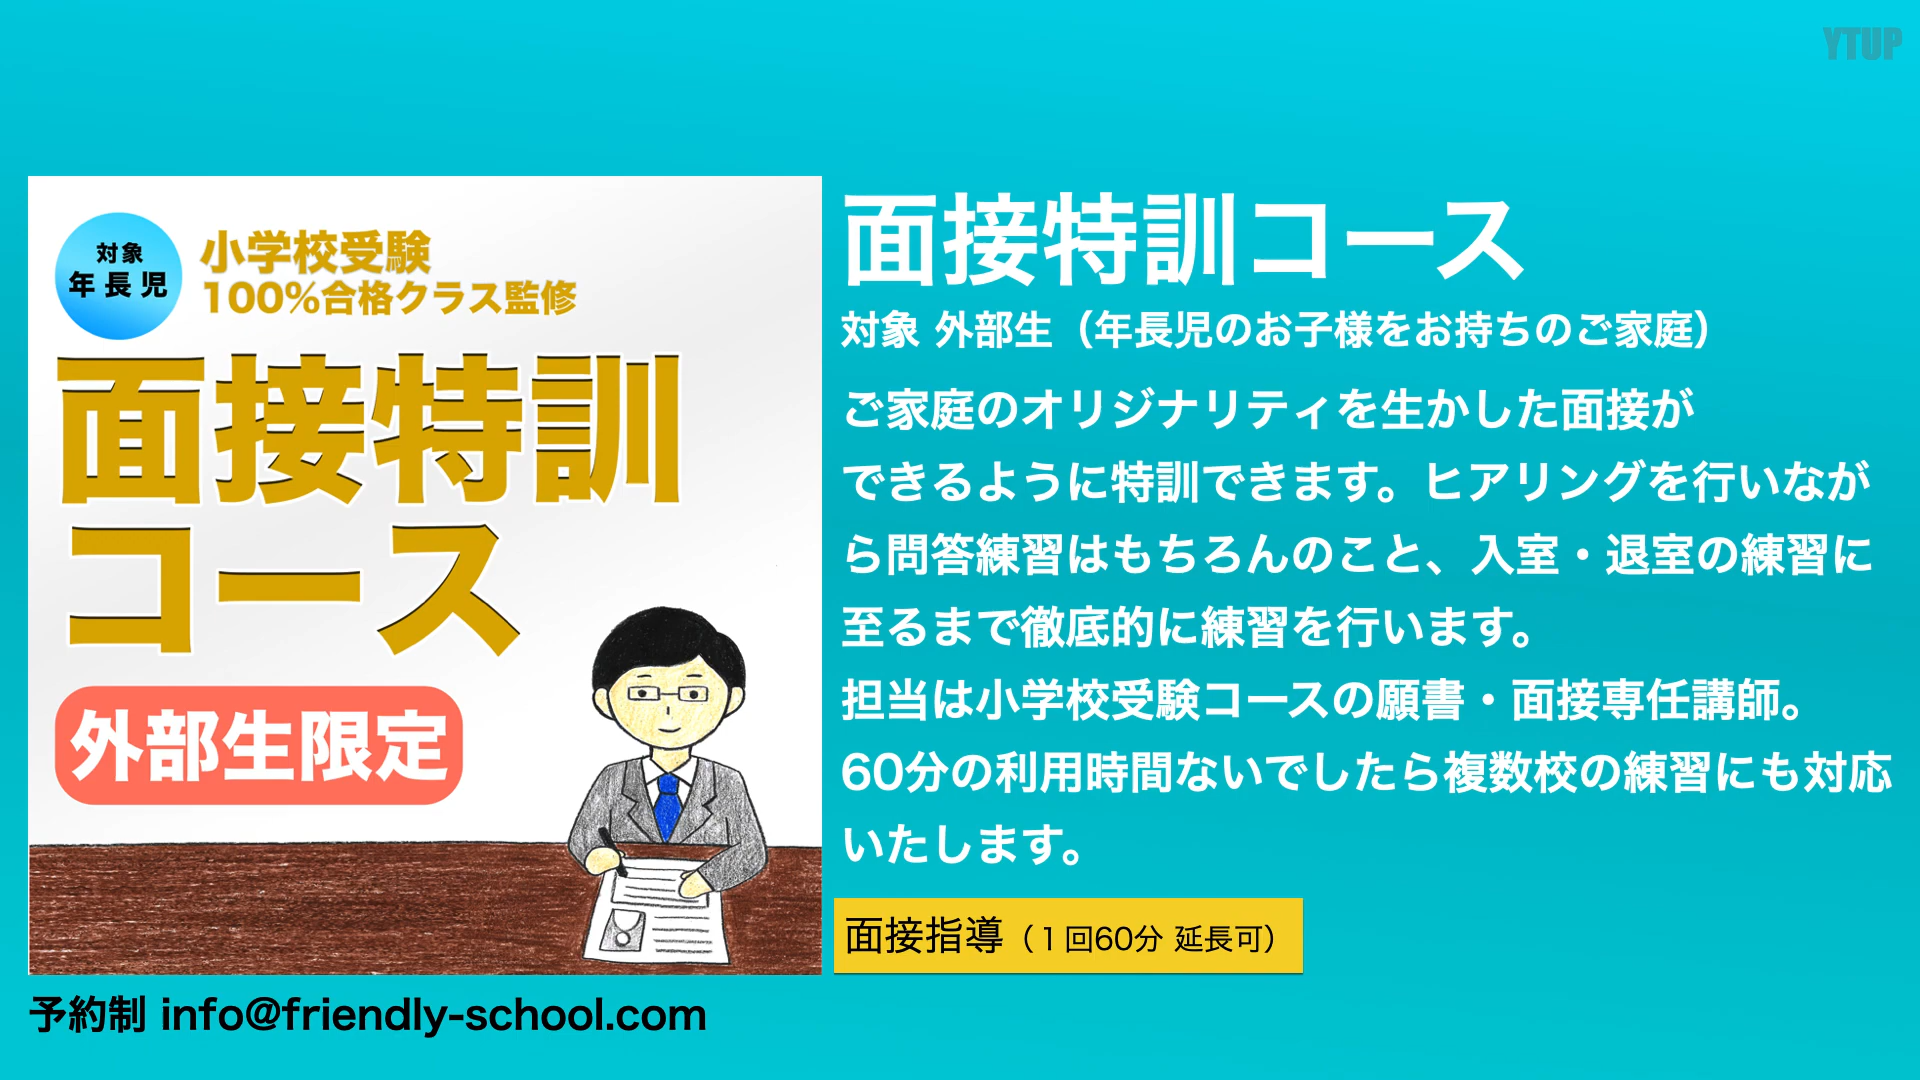 YTUP
対象
年長児
小学校受験
100%合格クラス監修
面接特訓
コース
外部生限定
予約制 info@friendly-school.com
面接特訓コース
対象 外部生（年長児のお子様をお持ちのご家庭）
ご家庭のオリジナリティを生かした面接が
できるように特訓できます。ヒアリングを行いなが
ら問答練習はもちろんのこと、入室・退室の練習に
至るまで徹底的に練習を行います。
担当は小学校受験コースの願書・面接専任講師。
60分の利用時間ないでしたら複数校の練習にも対応
いたします。
面接指導（１回60分 延長可）